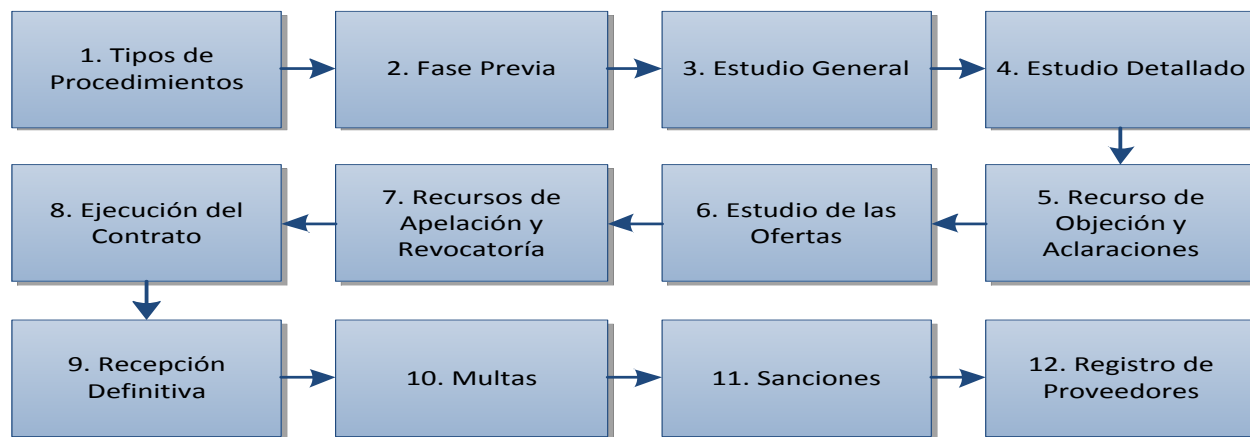 1. Tipos de
Procedimientos
2. Fase Previa
3. Estudio General
4. Estudio Detallado
5. Recurso de
Objeción y
Aclaraciones
6. Estudio de las
Ofertas
7. Recursos de
Apelación y
Revocatoría
8. Ejecución del
Contrato
9. Recepción
Definitiva
10. Multas
11. Sanciones
12. Registro de
Proveedores